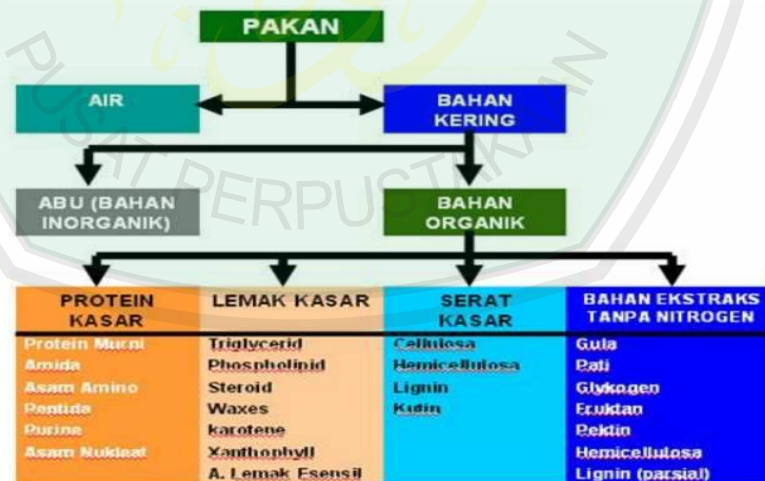 PAKAN
AIR
BAHAN
KERING
ABU (BAHAN
INORGANIK)
BAHAN
ORGANIK
PROTEIN
KASAR
Protein Murni
Amida
Asam Amino
Peptida
Purine
Asam Nukleat
LEMAK KASAR
Triglycerid
Phospholipid
Steroid
Waxes
karotene
Xanthophyll
A. Lemak Esensil
SERAT
KASAR
Cellulosa
Hemicellulosa
Lignin
Kutin
BAHAN EKSTRAKS
TANPA NITROGEN
Gula
Pati
Glykogen
Fruktan
Pektin
Hemicellulosa
Lignin (parsial)
PUSAT PERPUSTAKAAN